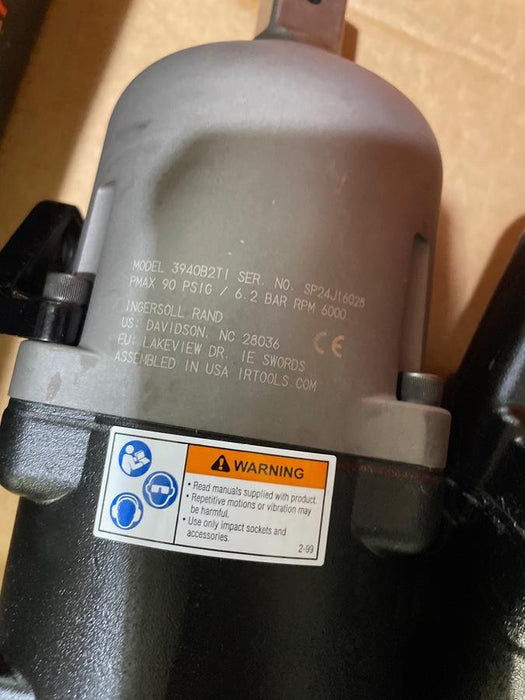 MODEL 3940B2TI SER. NO. SP24J16028
PMAX 90 PSIG / 6.2 BAR RPM 6000
INGERSOLL RAND
US: DAVIDSON, NC 28036
EU: LAKEVIEW DR. IE SWORDS
ASSEMBLED IN USA IRTOOLS.COM
CE
WARNING
• Read manuals supplied with product.
• Repetitive motions or vibration may
be harmful.
• Use only impact sockets and
accessories.
2-99